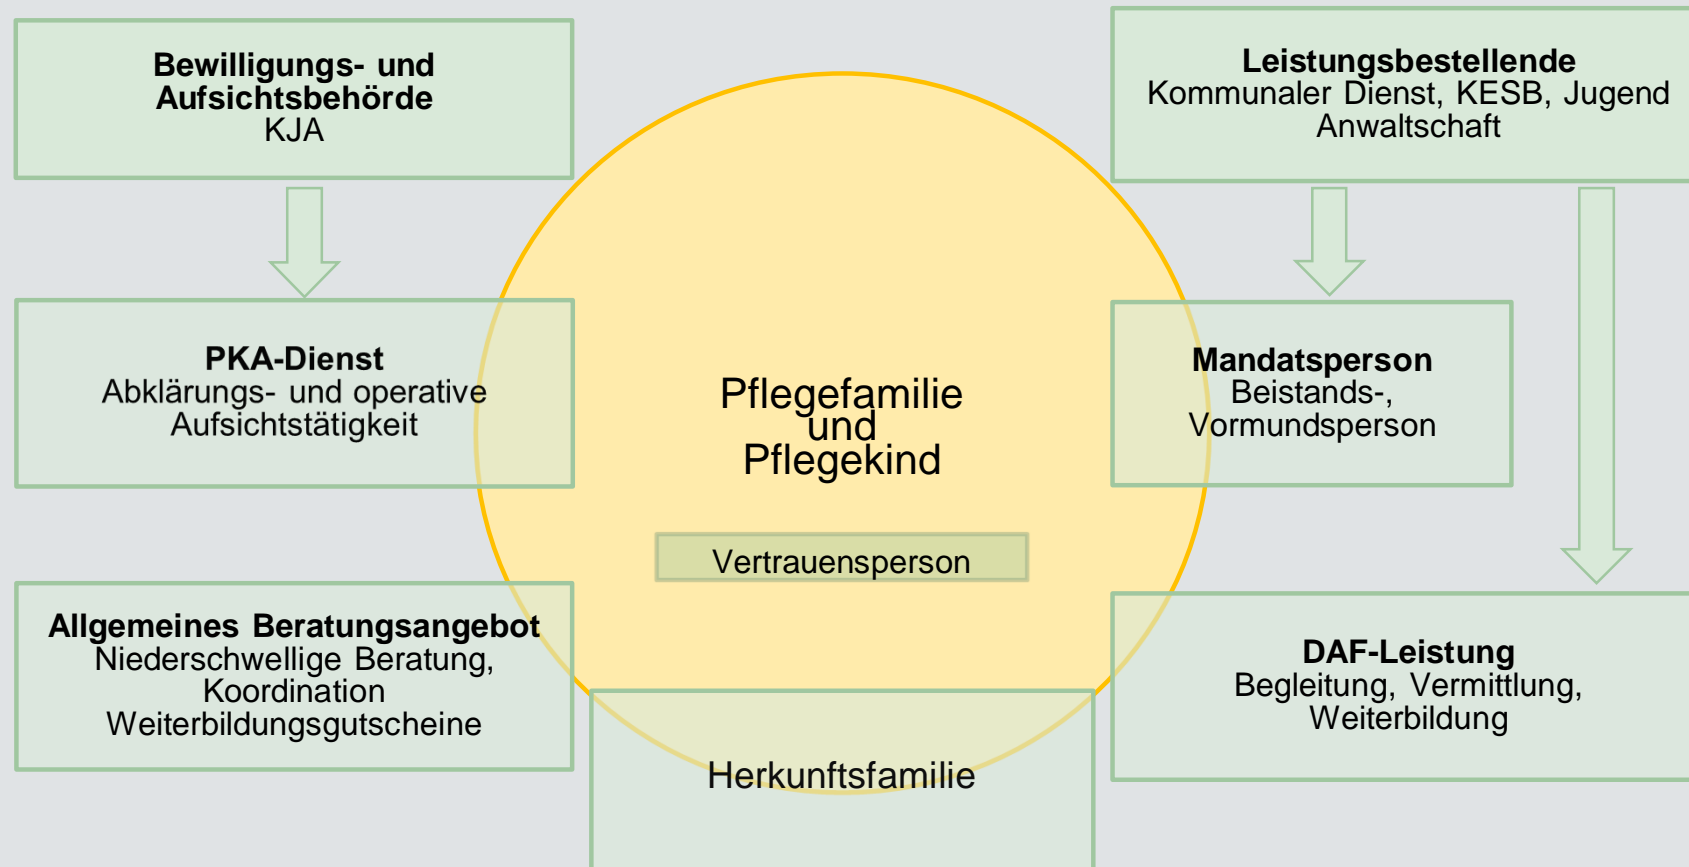 Bewilligungs- und
Aufsichtsbehörde
KJA
Leistungsbestellende
Kommunaler Dienst, KESB, Jugend
Anwaltschaft
PKA-Dienst
Abklärungs- und operative
Aufsichtstätigkeit
Pflegefamilie
und
Pflegekind
Mandatsperson
Beistands-,
Vormundsperson
Vertrauensperson
Allgemeines Beratungsangebot
Niederschwellige Beratung,
Koordination
Weiterbildungsgutscheine
DAF-Leistung
Begleitung, Vermittlung,
Weiterbildung
Herkunftsfamilie